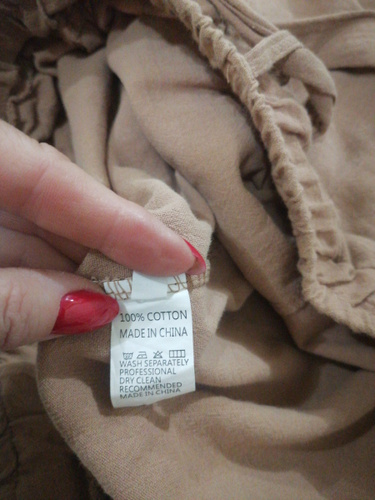 100% COTTON
MADE IN CHINA
WASH SEPARATELY
PROFESSIONAL
DRY CLEAN
RECOMMENDED
MADE IN CHINA